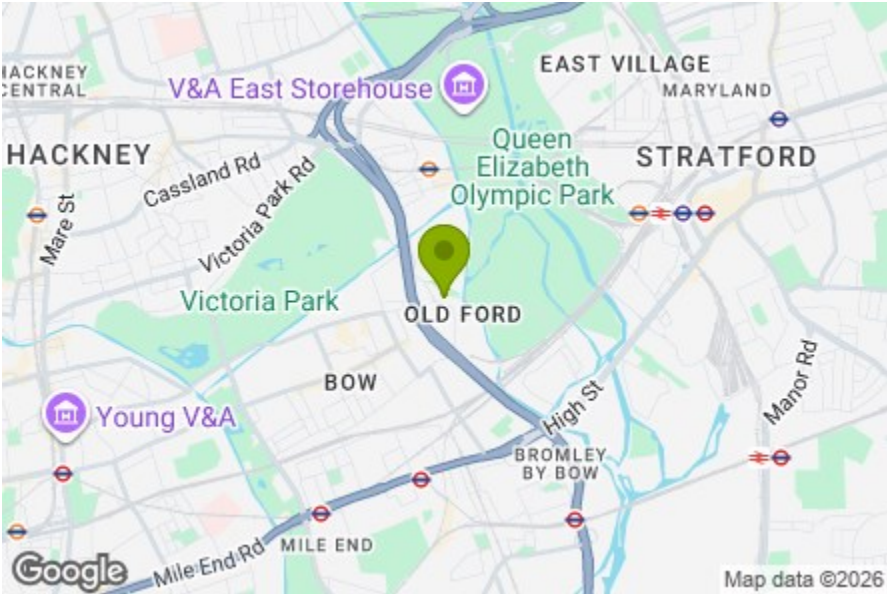 HACKNEY
CENTRAL
V&A East Storehouse
EAST VILLAGE
MARYLAND
HACKNEY
Cassland Rd
Victoria Park Rd
Mare St
Queen
Elizabeth
Olympic Park
STRATFORD
Victoria Park
OLD FORD
BOW
Young V&A
High St
Manor Rd
BROMLEY
BY BOW
MILE END
Mile End Rd
Google
Map data ©2026